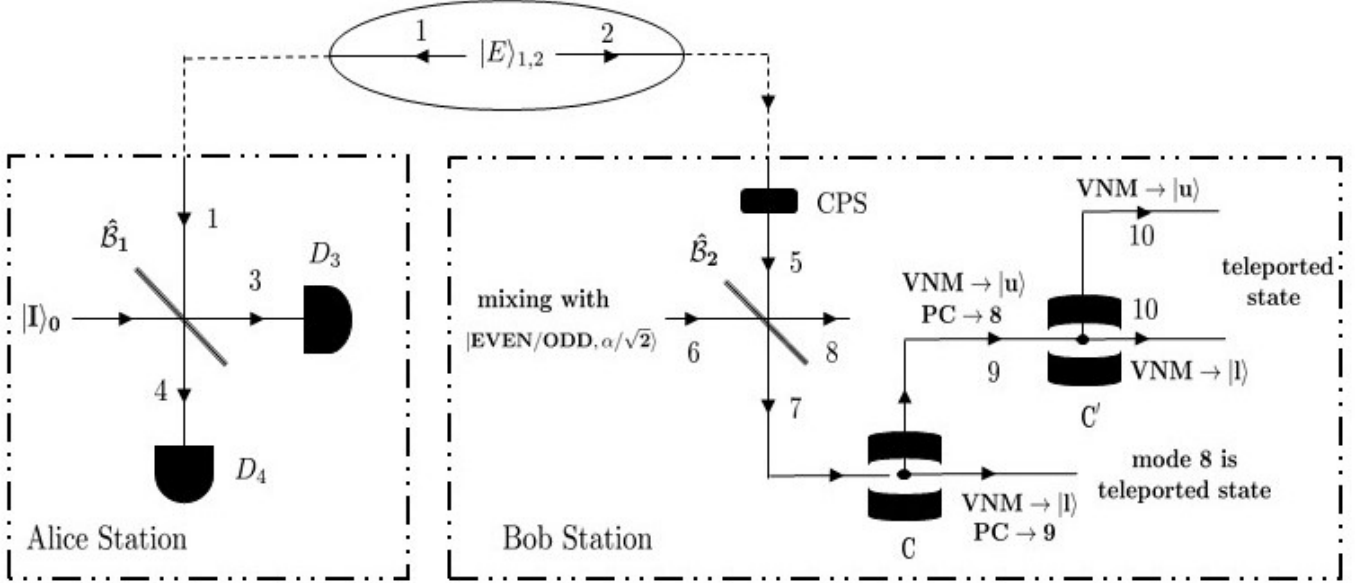 1
|E⟩₁,₂
2
1
𝓑̂₁
3
D₃
|I⟩₀
4
D₄
Alice Station
CPS
5
𝓑̂₂
mixing with
|EVEN/ODD, α/√2⟩
6
8
7
VNM → |u⟩
PC → 8
9
VNM → |u⟩
10
teleported
state
10
VNM → |l⟩
C′
mode 8 is
teleported state
VNM → |l⟩
PC → 9
C
Bob Station